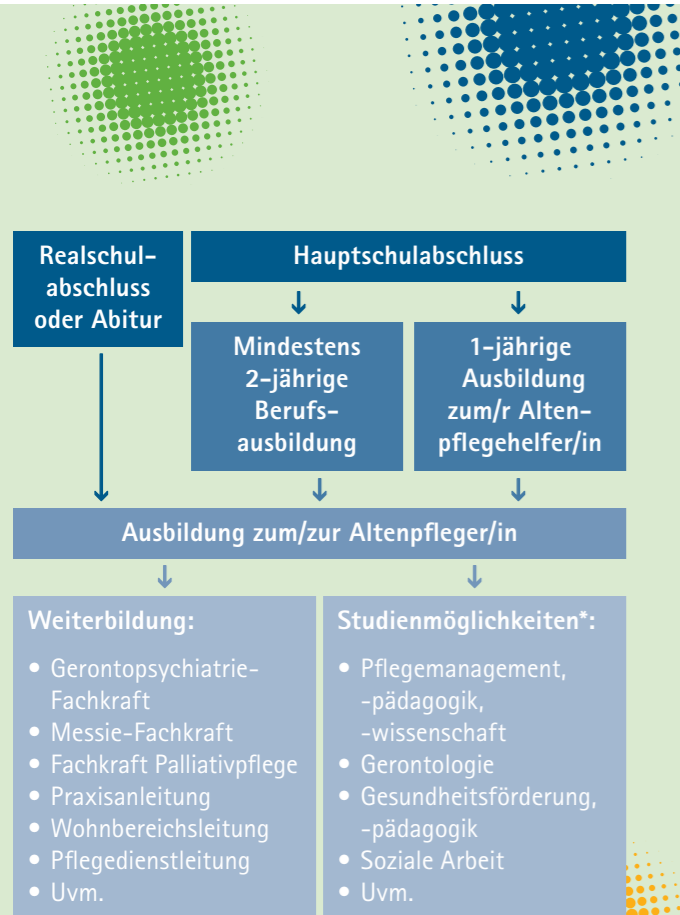 Realschul-
abschluss
oder Abitur
Hauptschulabschluss
Mindestens
2-jährige
Berufs-
ausbildung
1-jährige
Ausbildung
zum/r Alten-
pflegehelfer/in
Ausbildung zum/zur Altenpfleger/in
Weiterbildung:
• Gerontopsychiatrie-
Fachkraft
• Messie-Fachkraft
• Fachkraft Palliativpflege
• Praxisanleitung
• Wohnbereichsleitung
• Pflegedienstleitung
• Uvm.
Studienmöglichkeiten*:
• Pflegemanagement,
-pädagogik,
-wissenschaft
• Gerontologie
• Gesundheitsförderung,
-pädagogik
• Soziale Arbeit
• Uvm.